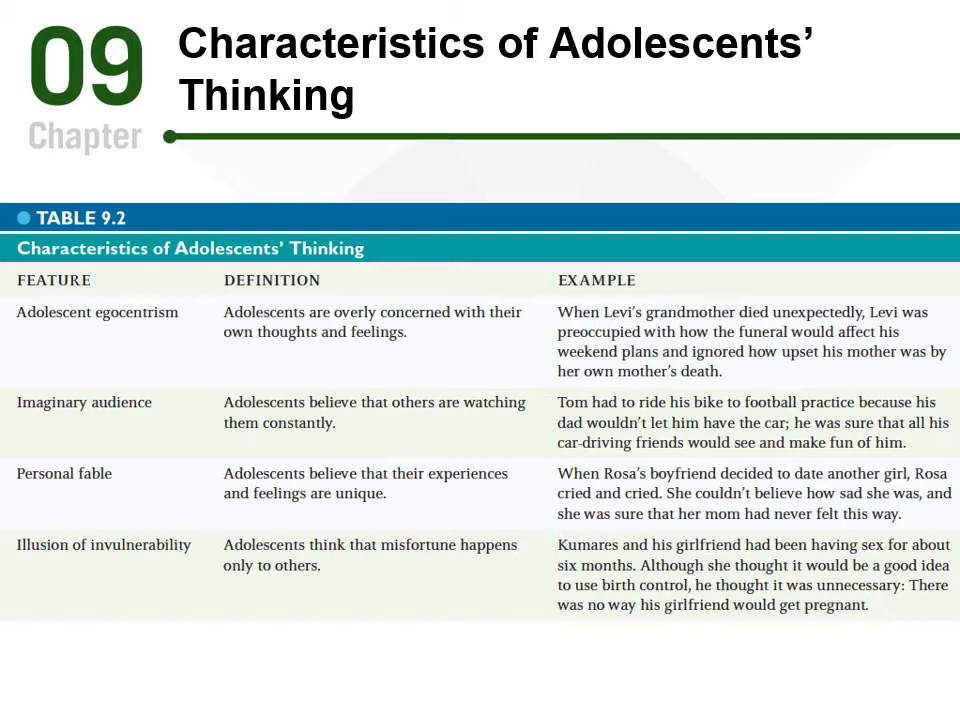 09
Chapter
Characteristics of Adolescents’
Thinking
TABLE 9.2
Characteristics of Adolescents’ Thinking
FEATURE DEFINITION EXAMPLE
Adolescent egocentrism
Adolescents are overly concerned with their
own thoughts and feelings.
When Levi’s grandmother died unexpectedly, Levi was
preoccupied with how the funeral would affect his
weekend plans and ignored how upset his mother was by
her own mother’s death.
Imaginary audience
Adolescents believe that others are watching
them constantly.
Tom had to ride his bike to football practice because his
dad wouldn’t let him have the car; he was sure that all his
car-driving friends would see and make fun of him.
Personal fable
Adolescents believe that their experiences
and feelings are unique.
When Rosa’s boyfriend decided to date another girl, Rosa
cried and cried. She couldn’t believe how sad she was, and
she was sure that her mom had never felt this way.
Illusion of invulnerability
Adolescents think that misfortune happens
only to others.
Kumares and his girlfriend had been having sex for about
six months. Although she thought it would be a good idea
to use birth control, he thought it was unnecessary: There
was no way his girlfriend would get pregnant.